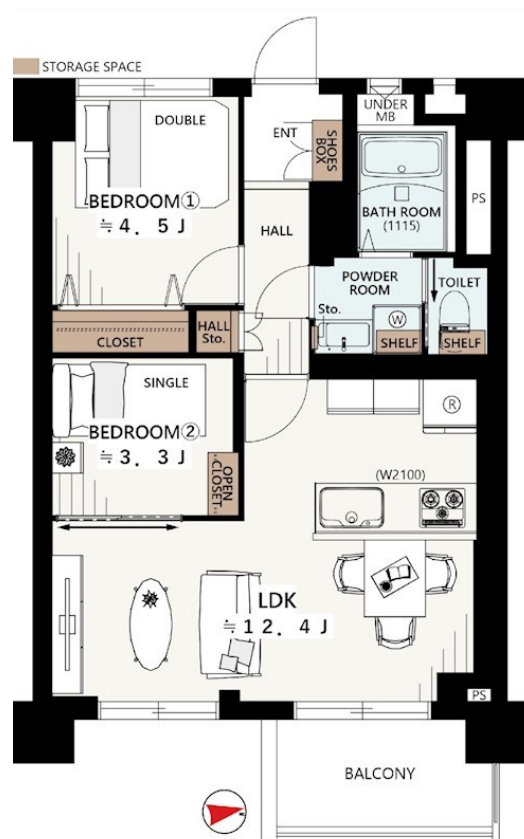 STORAGE SPACE
DOUBLE
BEDROOM①
≒4. 5J
ENT
SHOES
BOX
UNDER
MB
BATH ROOM
(1115)
PS
HALL
POWDER
ROOM
TOILET
Sto.
W
SHELF
SHELF
CLOSET
HALL
Sto.
SINGLE
BEDROOM②
≒3. 3J
OPEN
CLOSET
R
(W2100)
LDK
≒12. 4J
PS
BALCONY